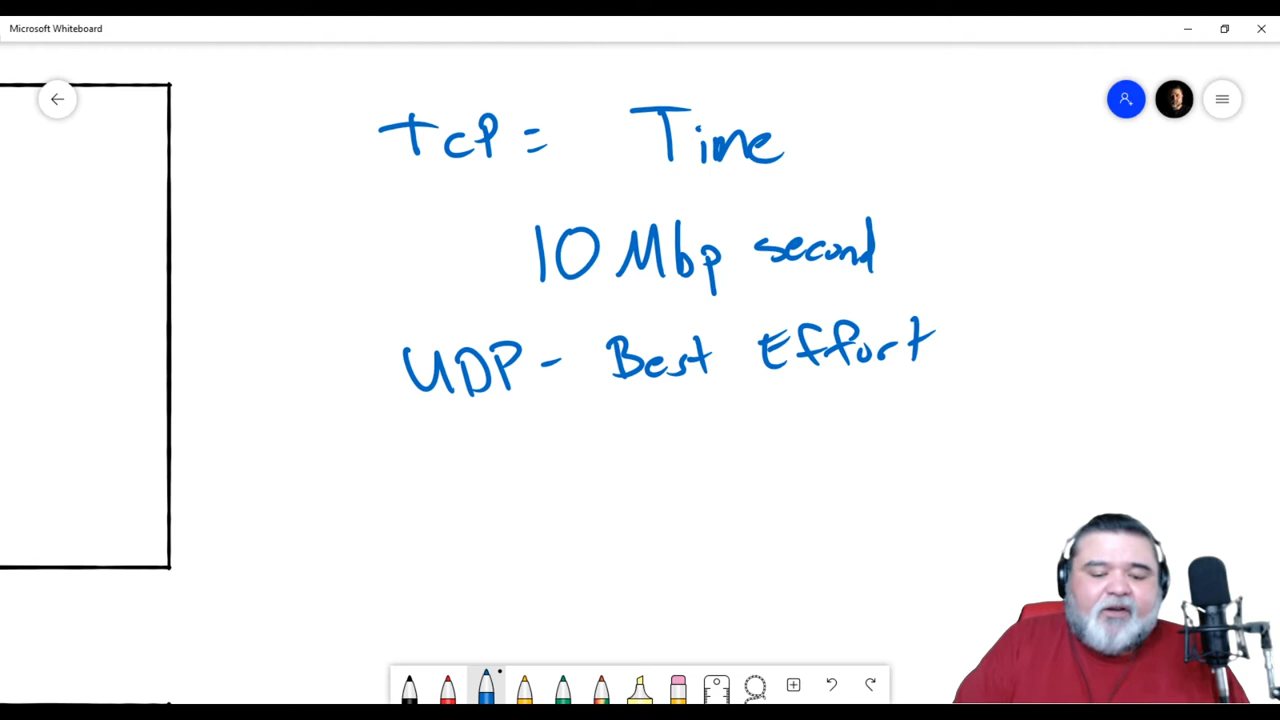 Microsoft Whiteboard
TCP = Time
10 Mbp second
UDP - Best Effort